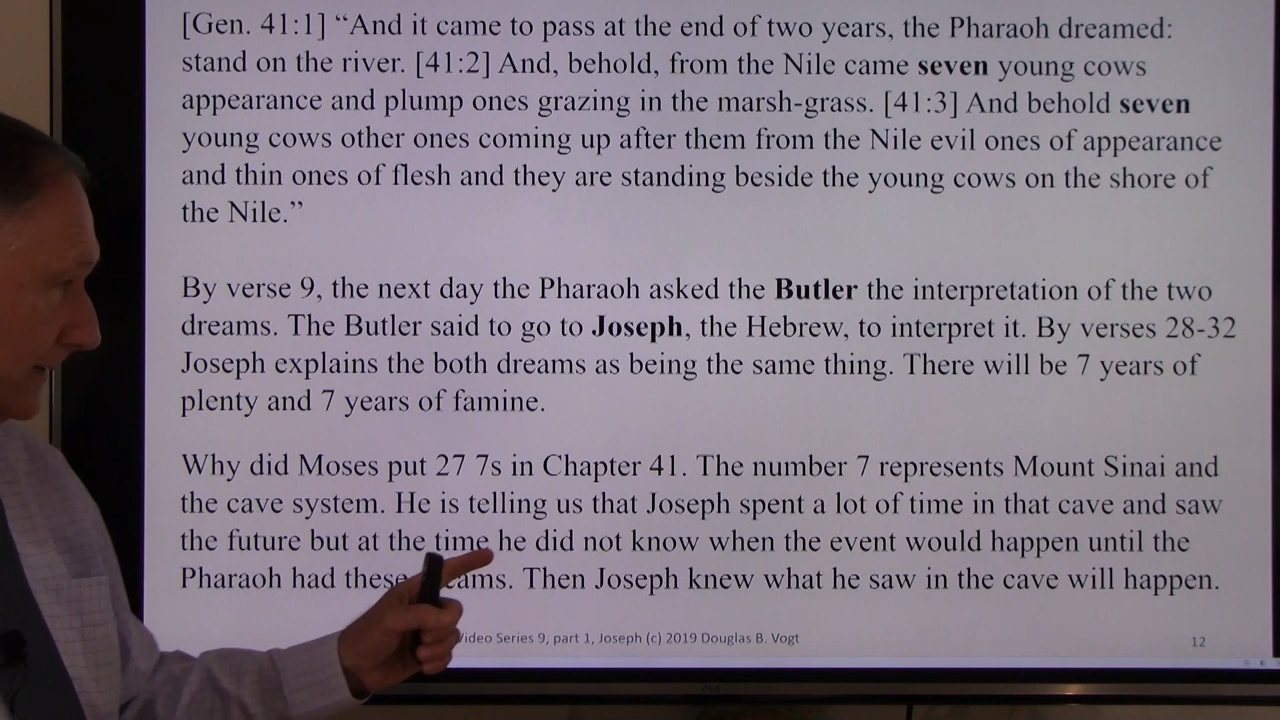 [Gen. 41:1] “And it came to pass at the end of two years, the Pharaoh dreamed:
stand on the river. [41:2] And, behold, from the Nile came seven young cows
appearance and plump ones grazing in the marsh-grass. [41:3] And behold seven
young cows other ones coming up after them from the Nile evil ones of appearance
and thin ones of flesh and they are standing beside the young cows on the shore of
the Nile.”
By verse 9, the next day the Pharaoh asked the Butler the interpretation of the two
dreams. The Butler said to go to Joseph, the Hebrew, to interpret it. By verses 28-32
Joseph explains the both dreams as being the same thing. There will be 7 years of
plenty and 7 years of famine.
Why did Moses put 27 7s in Chapter 41. The number 7 represents Mount Sinai and
the cave system. He is telling us that Joseph spent a lot of time in that cave and saw
the future but at the time he did not know when the event would happen until the
Pharaoh had these eams. Then Joseph knew what he saw in the cave will happen.
Video Series 9, part 1, Joseph (c) 2019 Douglas B. Vogt
12